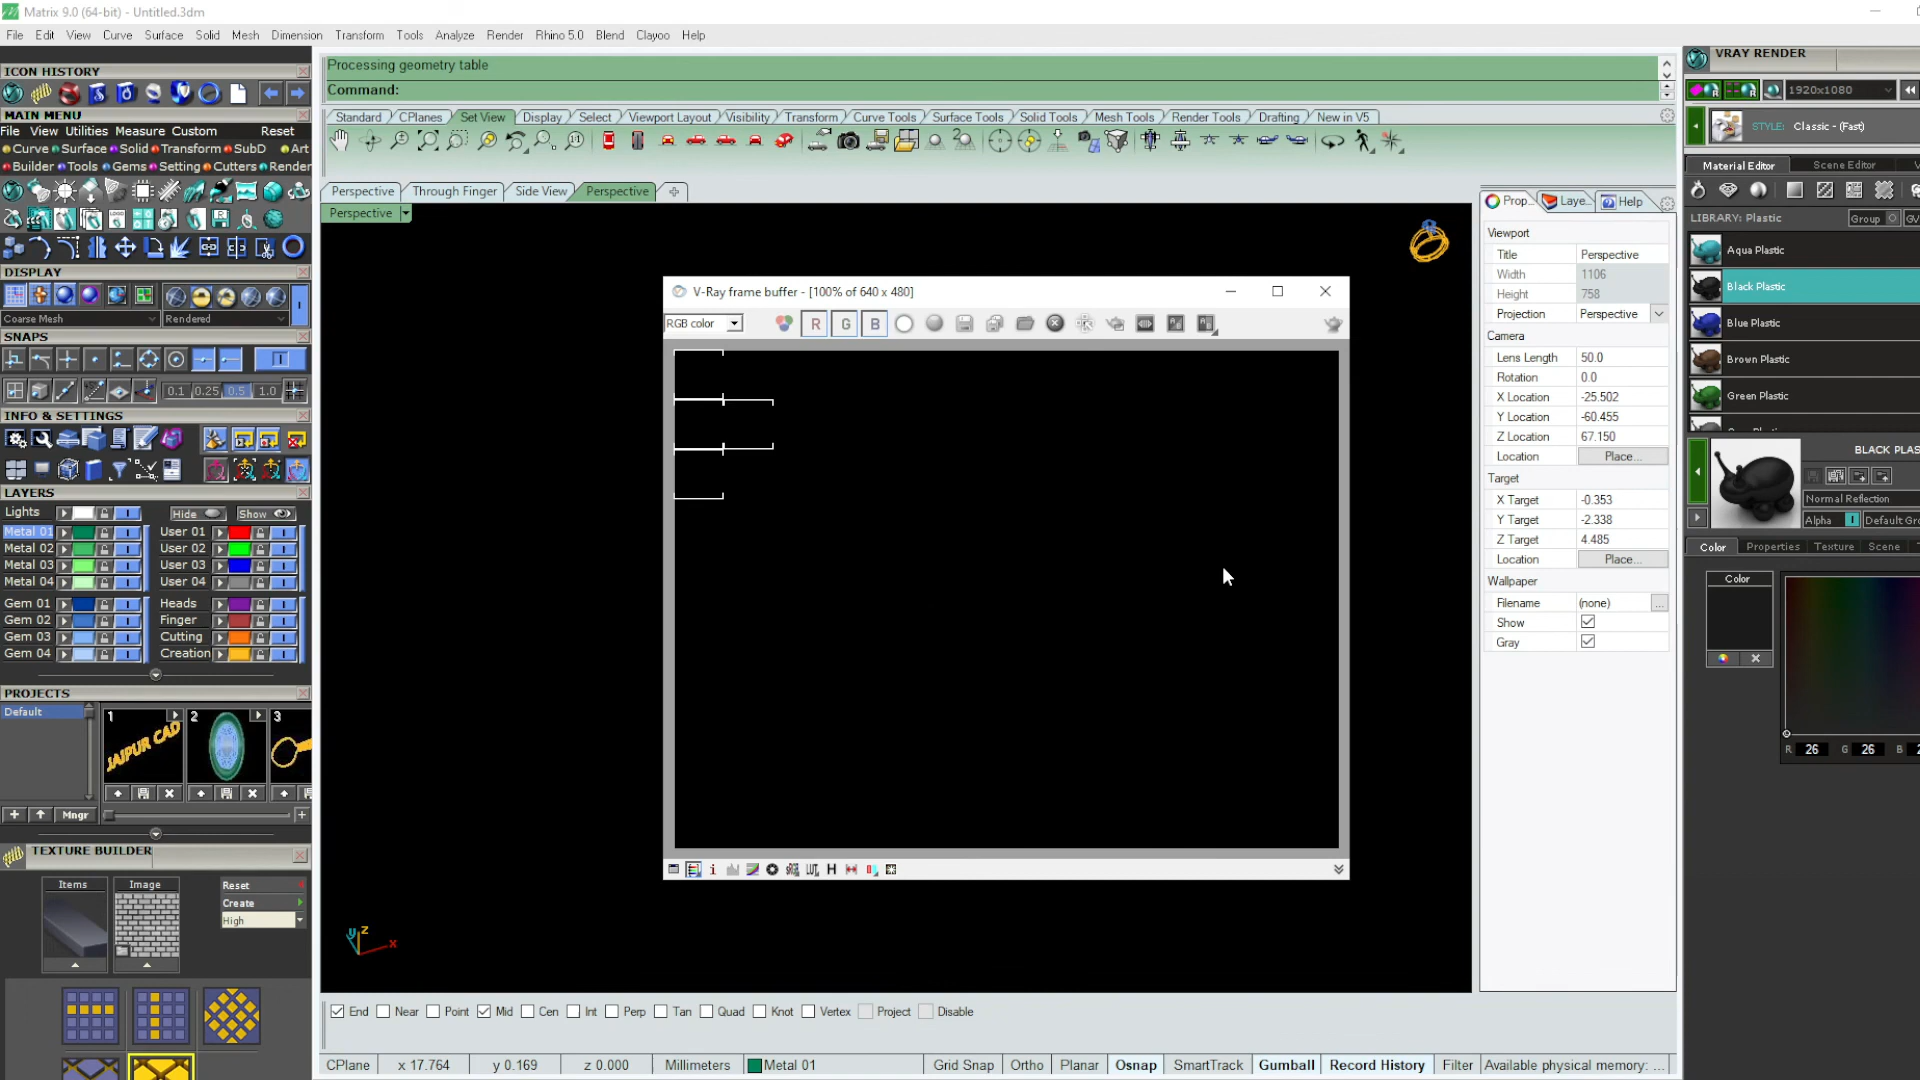 Matrix 9.0 (64-bit) - Untitled.3dm
File Edit View Curve Surface Solid Mesh Dimension Transform Tools Analyze Render Rhino 5.0 Blend Clayoo Help
ICON HISTORY
MAIN MENU
File View Utilities Measure Custom Reset
Curve Surface Solid Transform SubD Art
Builder Tools Gems Setting Cutters Render
DISPLAY
Coarse Mesh Rendered
SNAPS
0.1 0.25 0.5 1.0
INFO & SETTINGS
LAYERS
Lights Hide Show
Metal 01 User 01
Metal 02 User 02
Metal 03 User 03
Metal 04 User 04
Gem 01 Heads
Gem 02 Finger
Gem 03 Cutting
Gem 04 Creation
PROJECTS
Default
1 2 3
JAIPUR CAD
Mngr
TEXTURE BUILDER
Items Image
Reset
Create
High
Processing geometry table
Command:
Standard CPlanes Set View Display Select Viewport Layout Visibility Transform Curve Tools Surface Tools Solid Tools Mesh Tools Render Tools Drafting New in V5
Perspective Through Finger Side View Perspective
Perspective
V-Ray frame buffer - [100% of 640 x 480]
RGB color R G B
z
y
x
End Near Point Mid Cen Int Perp Tan Quad Knot Vertex Project Disable
CPlane x 17.764 y 0.169 z 0.000 Millimeters Metal 01 Grid Snap Ortho Planar Osnap SmartTrack Gumball Record History Filter Available physical memory: ...
Prop... Laye... Help
Viewport
Title Perspective
Width 1106
Height 758
Projection Perspective
Camera
Lens Length 50.0
Rotation 0.0
X Location -25.502
Y Location -60.455
Z Location 67.150
Location Place...
Target
X Target -0.353
Y Target -2.338
Z Target 4.485
Location Place...
Wallpaper
Filename (none) ...
Show
Gray
VRAY RENDER
1920x1080
STYLE: Classic - (Fast)
Material Editor Scene Editor
LIBRARY: Plastic Group GV
Aqua Plastic
Black Plastic
Blue Plastic
Brown Plastic
Green Plastic
BLACK PLAS
Normal Reflection
Alpha Default Gro
Color Properties Texture Scene
Color
R 26 G 26 B 2